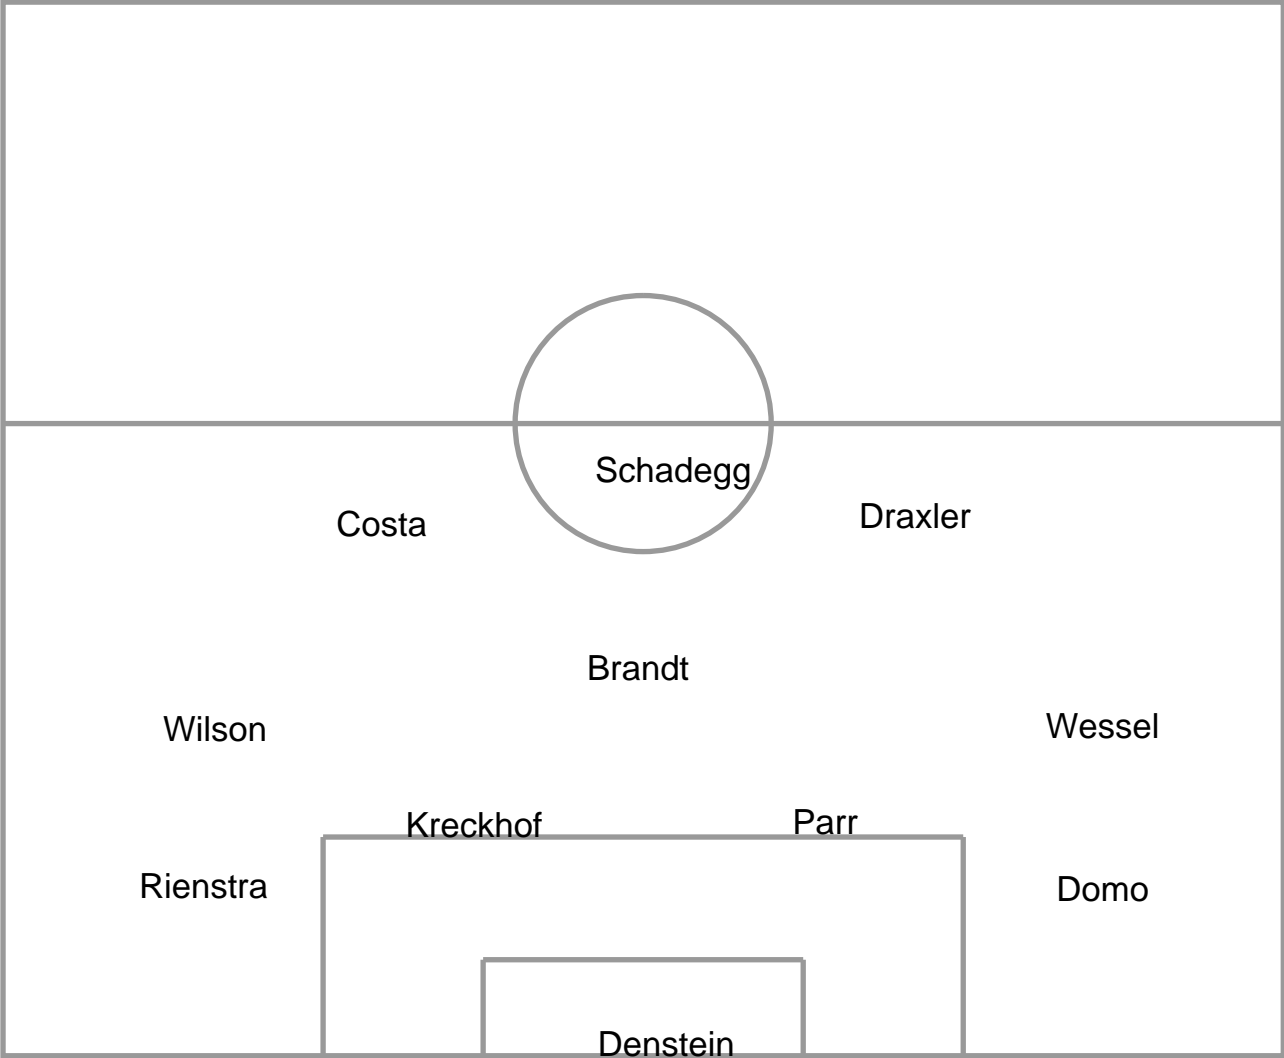 Schadegg
Costa
Draxler
Brandt
Wilson
Wessel
Kreckhof
Parr
Rienstra
Domo
Denstein